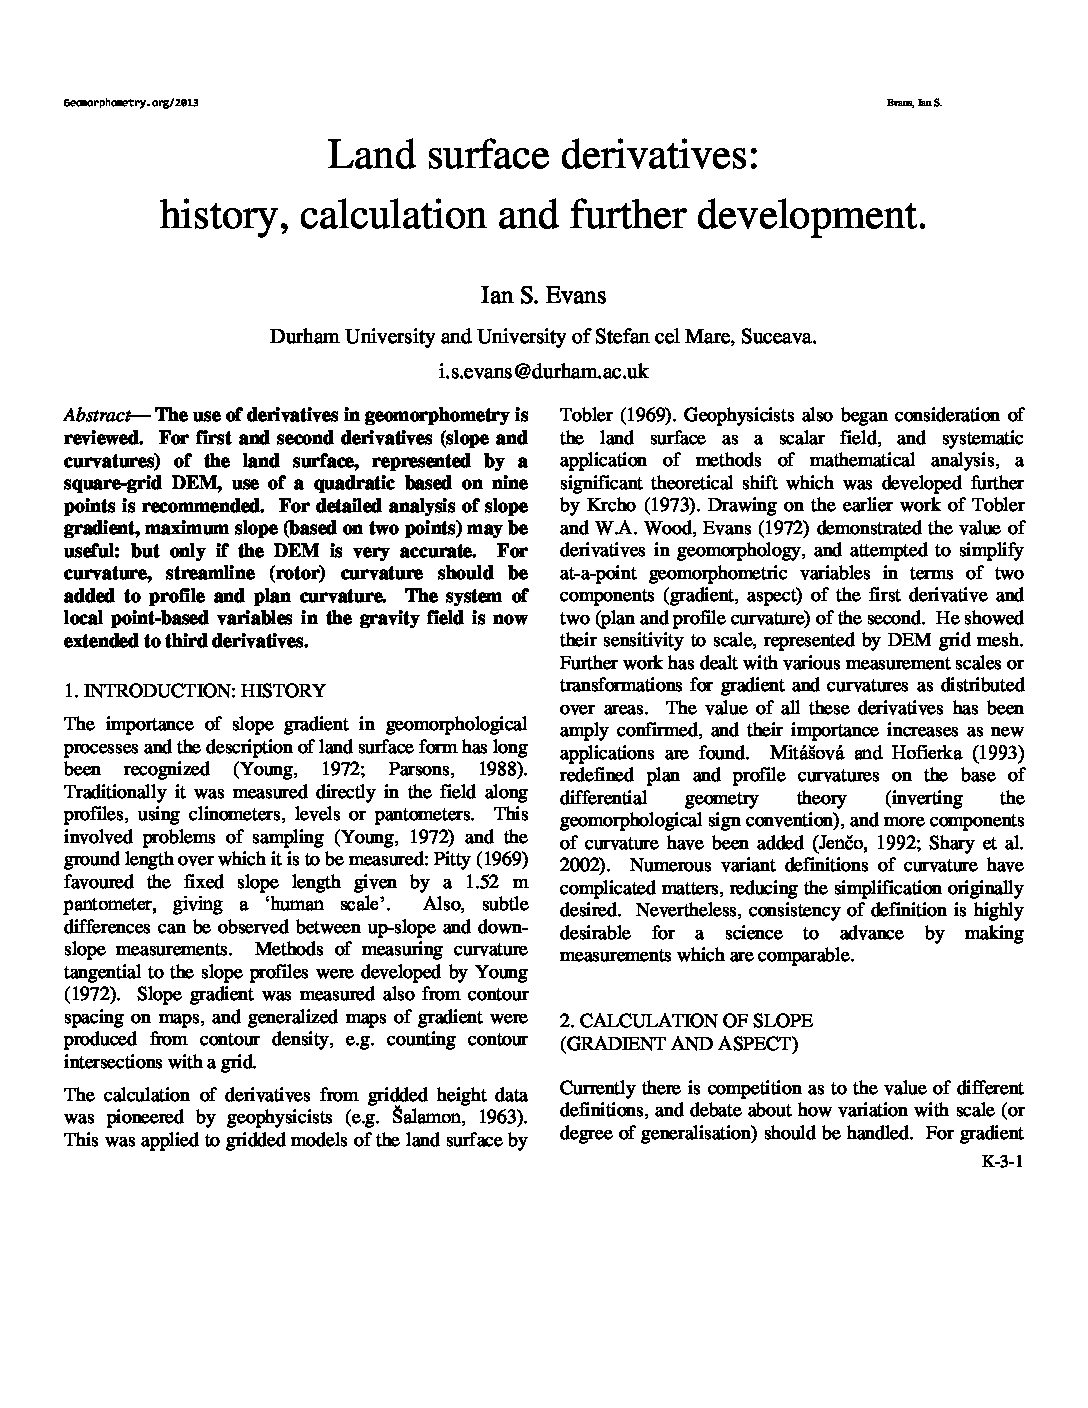 Geomorphometry.org/2013
Evans, Ian S.
Land surface derivatives:
history, calculation and further development.
Ian S. Evans
Durham University and University of Stefan cel Mare, Suceava.
i.s.evans@durham.ac.uk
Abstract— The use of derivatives in geomorphometry is
reviewed. For first and second derivatives (slope and
curvatures) of the land surface, represented by a
square-grid DEM, use of a quadratic based on nine
points is recommended. For detailed analysis of slope
gradient, maximum slope (based on two points) may be
useful: but only if the DEM is very accurate. For
curvature, streamline (rotor) curvature should be
added to profile and plan curvature. The system of
local point-based variables in the gravity field is now
extended to third derivatives.
1. INTRODUCTION: HISTORY
The importance of slope gradient in geomorphological
processes and the description of land surface form has long
been recognized (Young, 1972; Parsons, 1988).
Traditionally it was measured directly in the field along
profiles, using clinometers, levels or pantometers. This
involved problems of sampling (Young, 1972) and the
ground length over which it is to be measured: Pitty (1969)
favoured the fixed slope length given by a 1.52 m
pantometer, giving a ‘human scale’. Also, subtle
differences can be observed between up-slope and down-
slope measurements. Methods of measuring curvature
tangential to the slope profiles were developed by Young
(1972). Slope gradient was measured also from contour
spacing on maps, and generalized maps of gradient were
produced from contour density, e.g. counting contour
intersections with a grid.
The calculation of derivatives from gridded height data
was pioneered by geophysicists (e.g. Šalamon, 1963).
This was applied to gridded models of the land surface by
Tobler (1969). Geophysicists also began consideration of
the land surface as a scalar field, and systematic
application of methods of mathematical analysis, a
significant theoretical shift which was developed further
by Krcho (1973). Drawing on the earlier work of Tobler
and W.A. Wood, Evans (1972) demonstrated the value of
derivatives in geomorphology, and attempted to simplify
at-a-point geomorphometric variables in terms of two
components (gradient, aspect) of the first derivative and
two (plan and profile curvature) of the second. He showed
their sensitivity to scale, represented by DEM grid mesh.
Further work has dealt with various measurement scales or
transformations for gradient and curvatures as distributed
over areas. The value of all these derivatives has been
amply confirmed, and their importance increases as new
applications are found. Mitášová and Hofierka (1993)
redefined plan and profile curvatures on the base of
differential geometry theory (inverting the
geomorphological sign convention), and more components
of curvature have been added (Jenčo, 1992; Shary et al.
2002). Numerous variant definitions of curvature have
complicated matters, reducing the simplification originally
desired. Nevertheless, consistency of definition is highly
desirable for a science to advance by making
measurements which are comparable.
2. CALCULATION OF SLOPE
(GRADIENT AND ASPECT)
Currently there is competition as to the value of different
definitions, and debate about how variation with scale (or
degree of generalisation) should be handled. For gradient
K-3-1